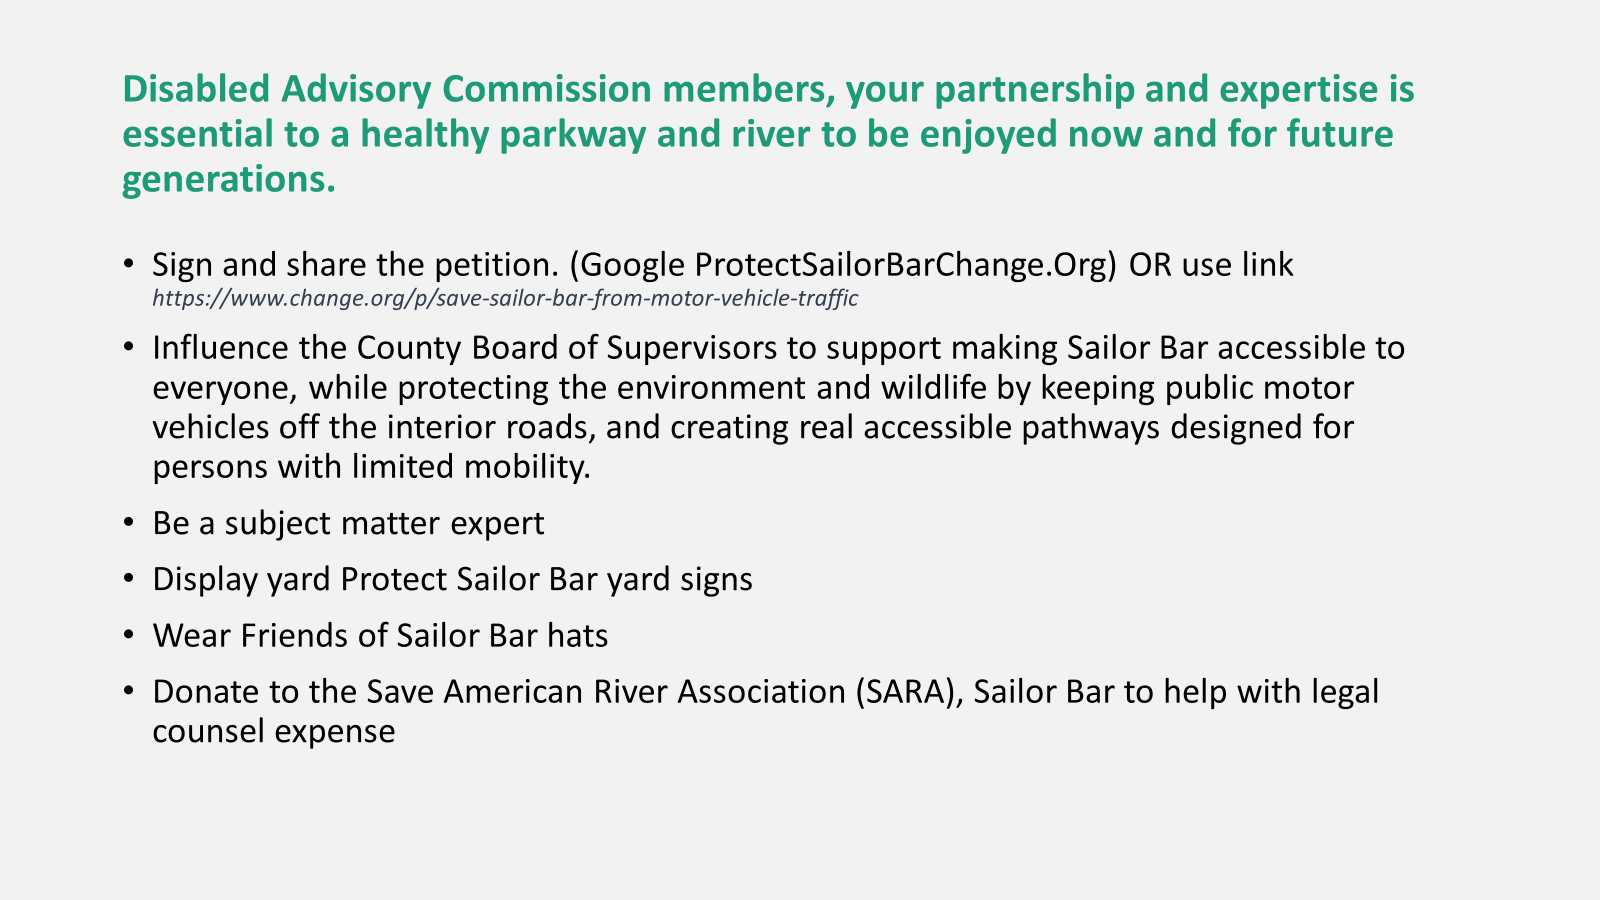 Disabled Advisory Commission members, your partnership and expertise is
essential to a healthy parkway and river to be enjoyed now and for future
generations.
• Sign and share the petition. (Google ProtectSailorBarChange.Org) OR use link
https://www.change.org/p/save-sailor-bar-from-motor-vehicle-traffic
• Influence the County Board of Supervisors to support making Sailor Bar accessible to
everyone, while protecting the environment and wildlife by keeping public motor
vehicles off the interior roads, and creating real accessible pathways designed for
persons with limited mobility.
• Be a subject matter expert
• Display yard Protect Sailor Bar yard signs
• Wear Friends of Sailor Bar hats
• Donate to the Save American River Association (SARA), Sailor Bar to help with legal
counsel expense